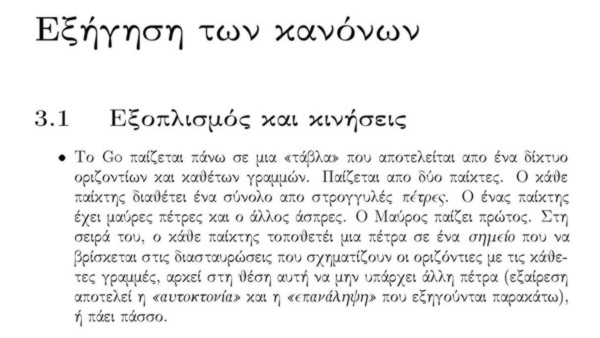 Εξήγηση των κανόνων
3.1 Εξοπλισμός και κινήσεις
• Το Go παίζεται πάνω σε μια «τάβλα» που αποτελείται απο ένα δίκτυο
οριζοντίων και καθέτων γραμμών. Παίζεται απο δύο παίκτες. Ο κάθε
παίκτης διαθέτει ένα σύνολο απο στρογγυλές πέτρες. Ο ένας παίκτης
έχει μαύρες πέτρες και ο άλλος άσπρες. Ο Μαύρος παίζει πρώτος. Στη
σειρά του, ο κάθε παίκτης τοποθετέι μια πέτρα σε ένα σημείο που να
βρίσκεται στις διασταυρώσεις που σχηματίζουν οι οριζόντιες με τις κάθε-
τες γραμμές, αρκεί στη θέση αυτή να μην υπάρχει άλλη πέτρα (εξαίρεση
αποτελεί η «αυτοκτονία» και η «επανάληψη» που εξηγούνται παρακάτω),
ή πάει πάσσο.